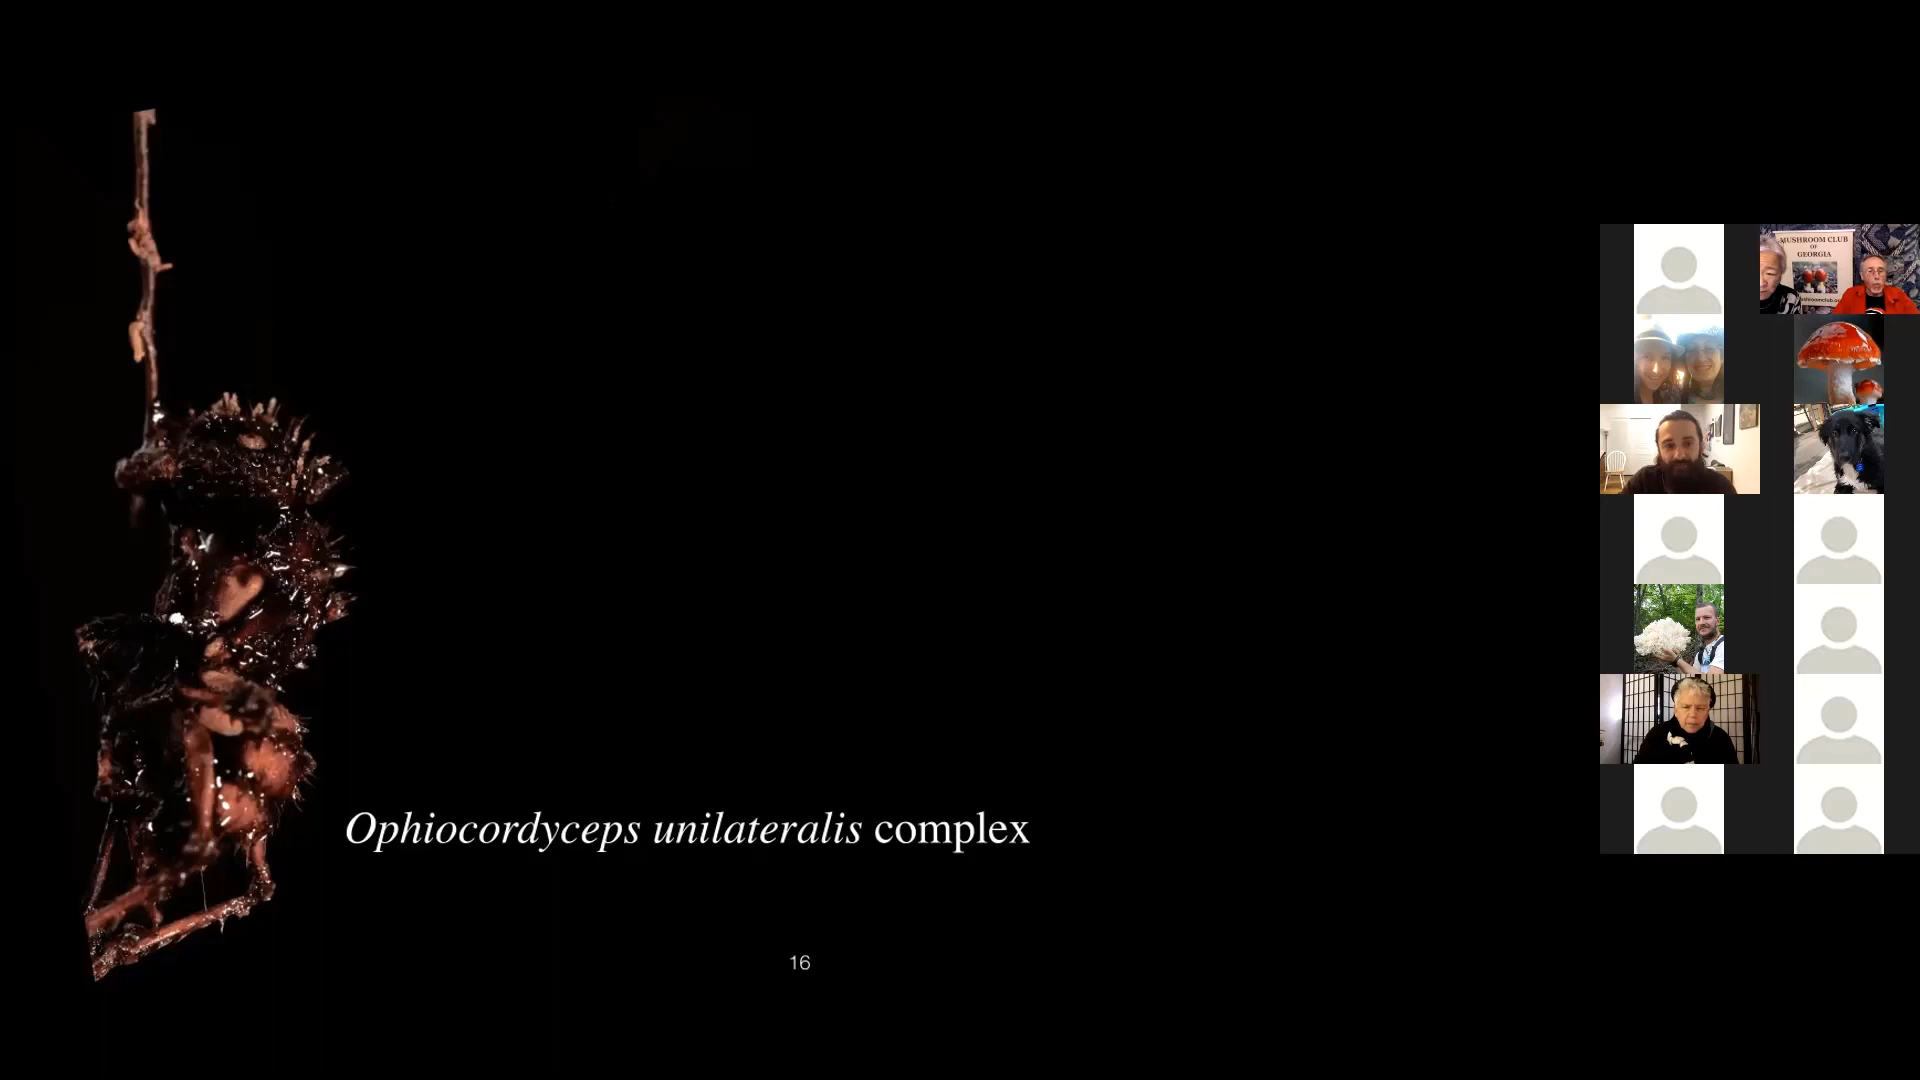 MUSHROOM CLUB
OF
GEORGIA
Ophiocordyceps unilateralis complex
16